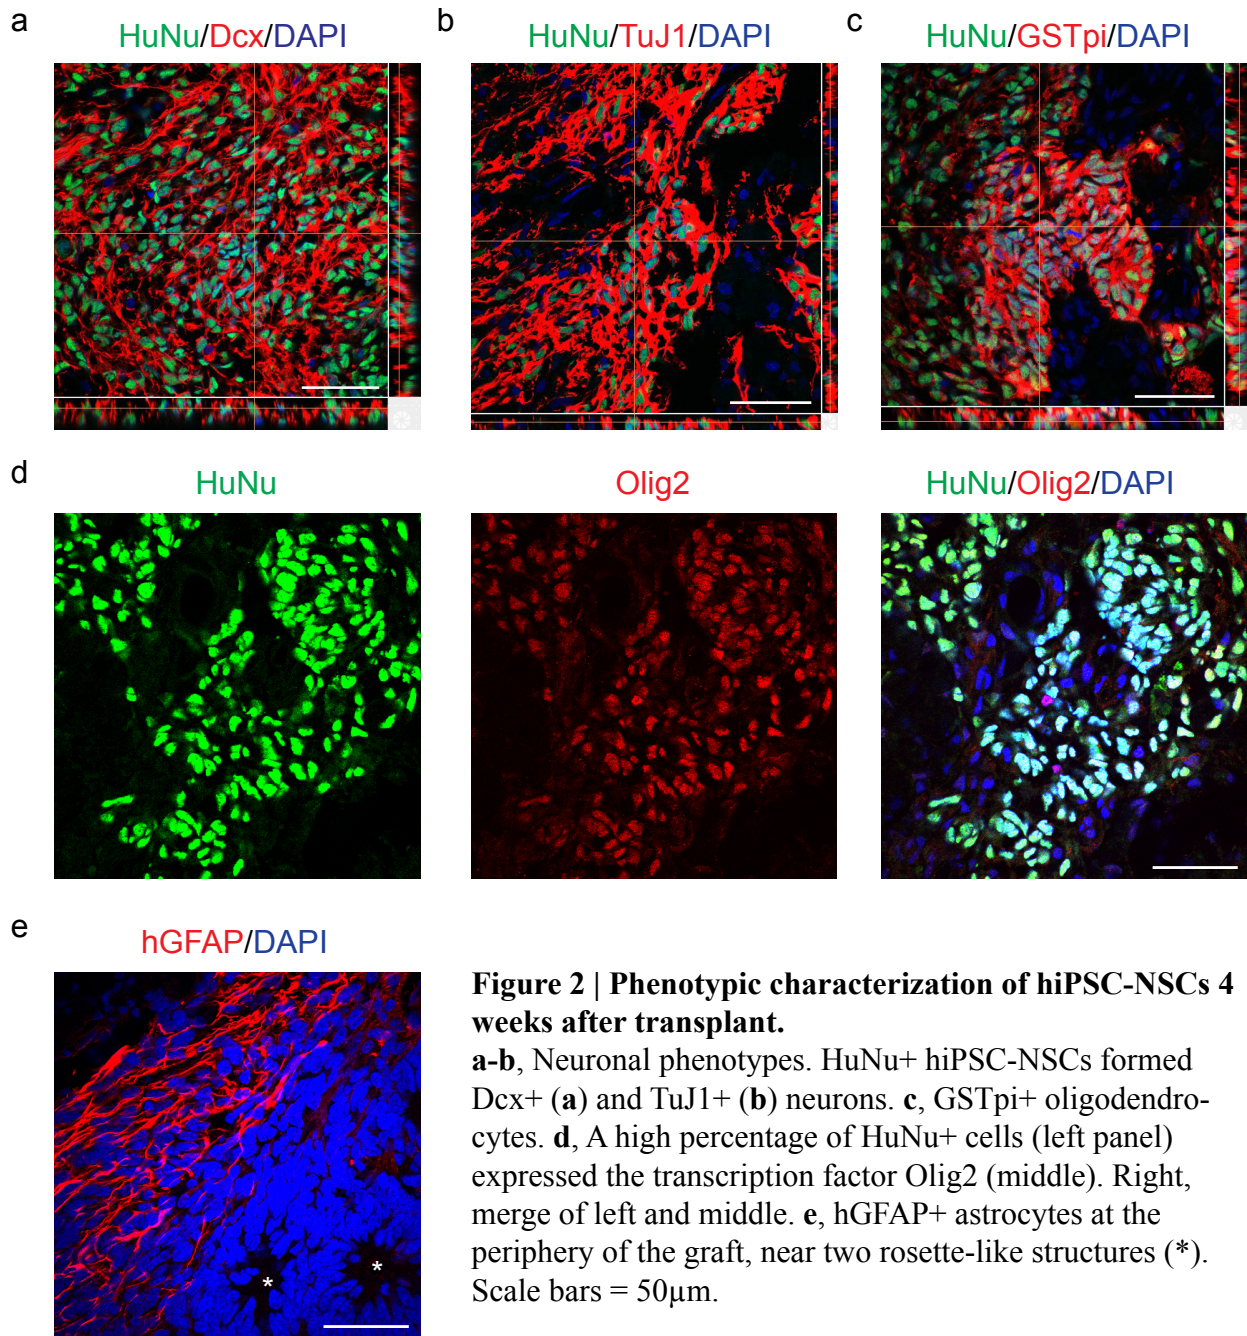 a
HuNu/Dcx/DAPI
b
HuNu/TuJ1/DAPI
c
HuNu/GSTpi/DAPI
d
HuNu
Olig2
HuNu/Olig2/DAPI
e
hGFAP/DAPI
*
*
Figure 2 | Phenotypic characterization of hiPSC-NSCs 4
weeks after transplant.
a-b, Neuronal phenotypes. HuNu+ hiPSC-NSCs formed
Dcx+ (a) and TuJ1+ (b) neurons. c, GSTpi+ oligodendro-
cytes. d, A high percentage of HuNu+ cells (left panel)
expressed the transcription factor Olig2 (middle). Right,
merge of left and middle. e, hGFAP+ astrocytes at the
periphery of the graft, near two rosette-like structures (*).
Scale bars = 50µm.